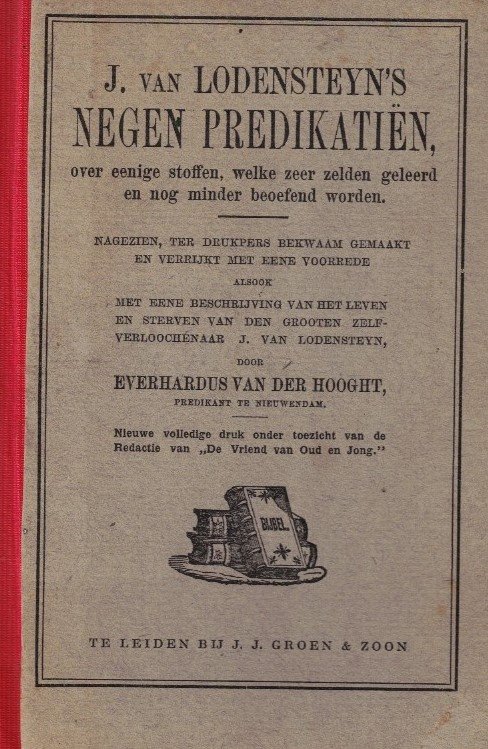 J. VAN LODENSTEYN'S
NEGEN PREDIKATIËN,
over eenige stoffen, welke zeer zelden geleerd
en nog minder beoefend worden.
NAGEZIEN, TER DRUKPERS BEKWAAM GEMAAKT
EN VERRIJKT MET EENE VOORREDE
ALSOOK
MET EENE BESCHRIJVING VAN HET LEVEN
EN STERVEN VAN DEN GROOTEN ZELF-
VERLOOCHENAAR J. VAN LODENSTEYN,
DOOR
EVERHARDUS VAN DER HOOGHT,
PREDIKANT TE NIEUWENDAM.
Nieuwe volledige druk onder toezicht van de
Redactie van „De Vriend van Oud en Jong."
BIJBEL
TE LEIDEN BIJ J. J. GROEN & ZOON